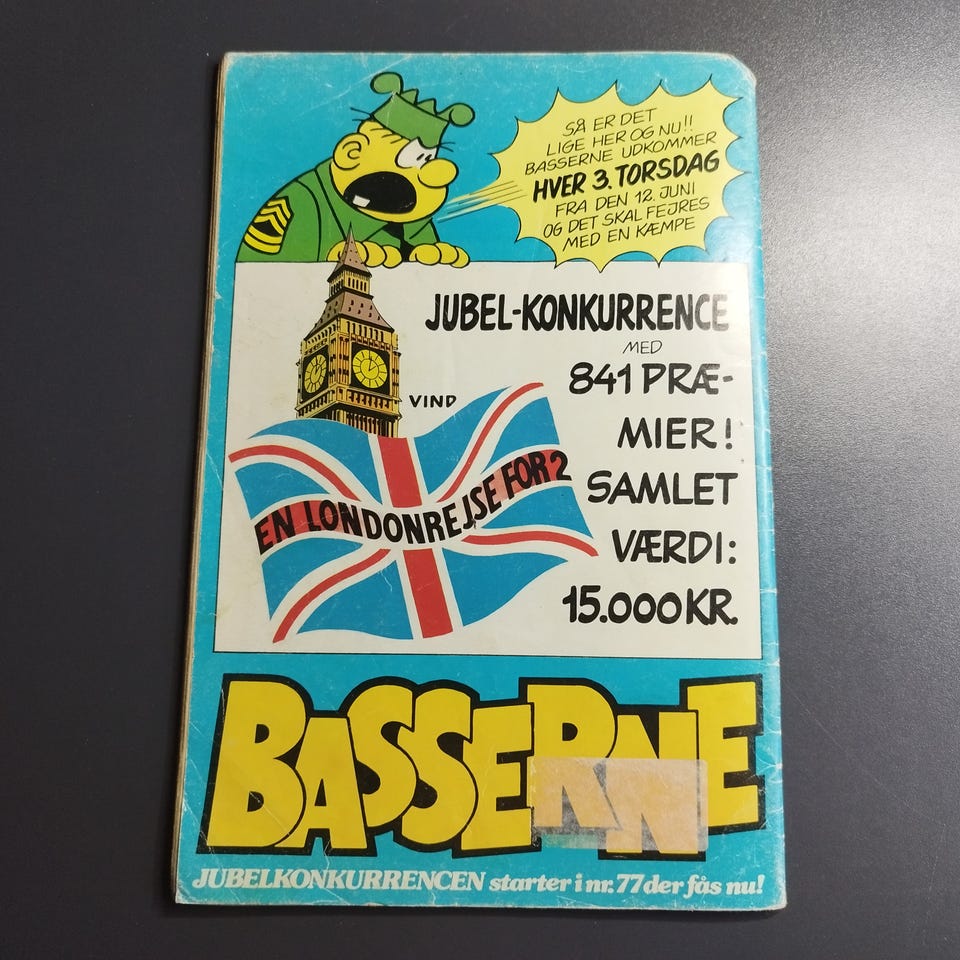 SÅ ER DET
LIGE HER OG NU!!
BASSERNE UDKOMMER
HVER 3. TORSDAG
FRA DEN 12. JUNI
OG DET SKAL FEJRES
MED EN KÆMPE
JUBEL-KONKURRENCE
MED
841 PRÆ-
MIER!
SAMLET
VÆRDI:
15.000 KR.
VIND
EN LONDONREJSE FOR 2
BASSERNE
JUBELKONKURRENCEN starter i nr. 77 der fås nu!